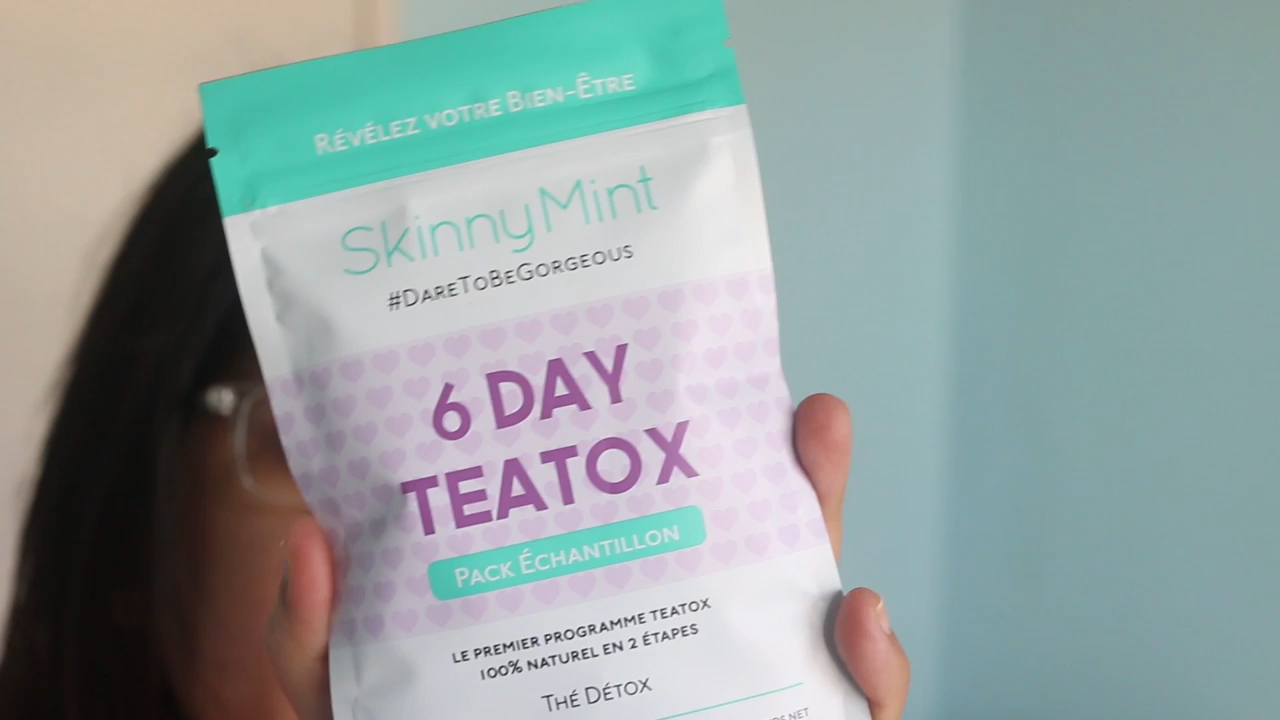 RÉVÉLEZ VOTRE BIEN-ÊTRE
SkinnyMint
#DARETOBEGORGEOUS
6 DAY
TEATOX
PACK ÉCHANTILLON
LE PREMIER PROGRAMME TEATOX
100% NATUREL EN 2 ÉTAPES
THÉ DÉTOX
NET